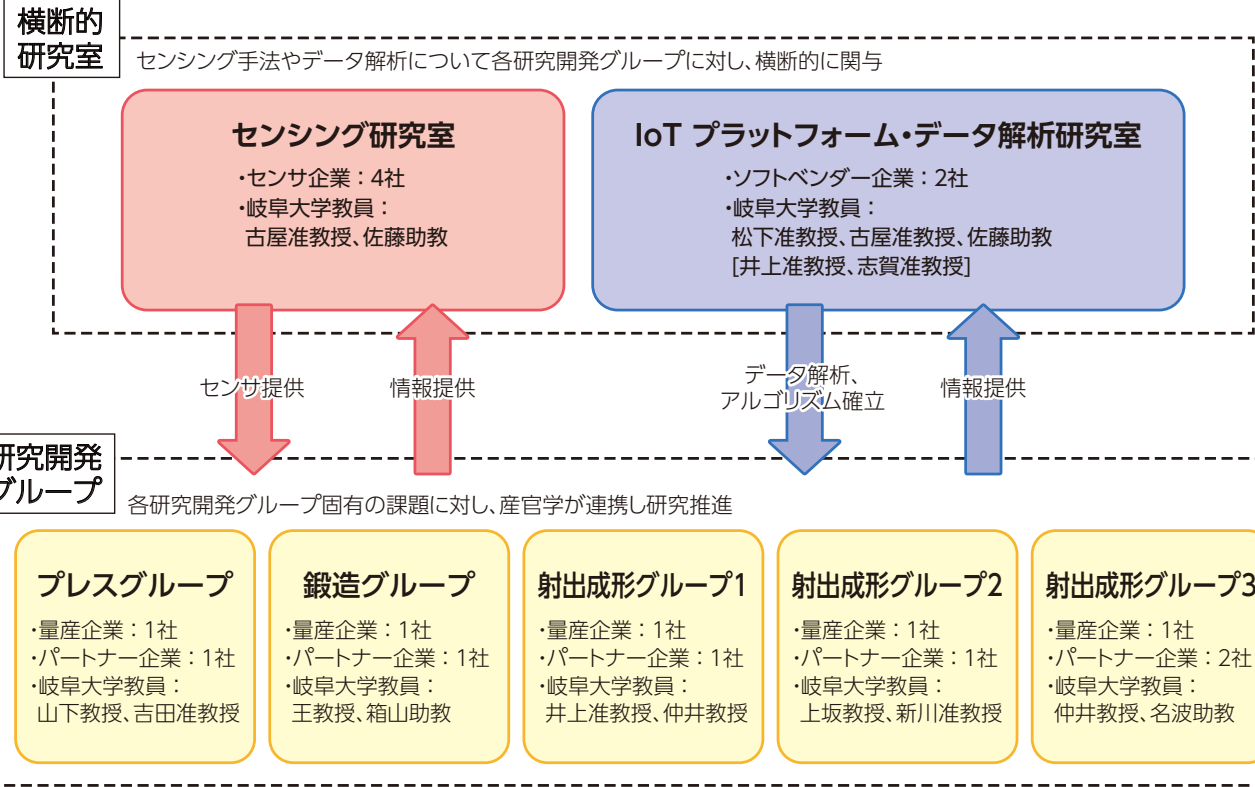 横断的
研究室
センシング手法やデータ解析について各研究開発グループに対し、横断的に関与
センシング研究室
・センサ企業：4社
・岐阜大学教員：
古屋准教授、佐藤助教
IoT プラットフォーム・データ解析研究室
・ソフトベンダー企業：2社
・岐阜大学教員：
松下准教授、古屋准教授、佐藤助教
[井上准教授、志賀准教授]
センサ提供
情報提供
データ解析、
アルゴリズム確立
情報提供
研究開発
グループ
各研究開発グループ固有の課題に対し、産官学が連携し研究推進
プレスグループ
・量産企業：1社
・パートナー企業：1社
・岐阜大学教員：
山下教授、吉田准教授
鍛造グループ
・量産企業：1社
・パートナー企業：1社
・岐阜大学教員：
王教授、箱山助教
射出成形グループ1
・量産企業：1社
・パートナー企業：1社
・岐阜大学教員：
井上准教授、仲井教授
射出成形グループ2
・量産企業：1社
・パートナー企業：1社
・岐阜大学教員：
上坂教授、新川准教授
射出成形グループ3
・量産企業：1社
・パートナー企業：2社
・岐阜大学教員：
仲井教授、名波助教